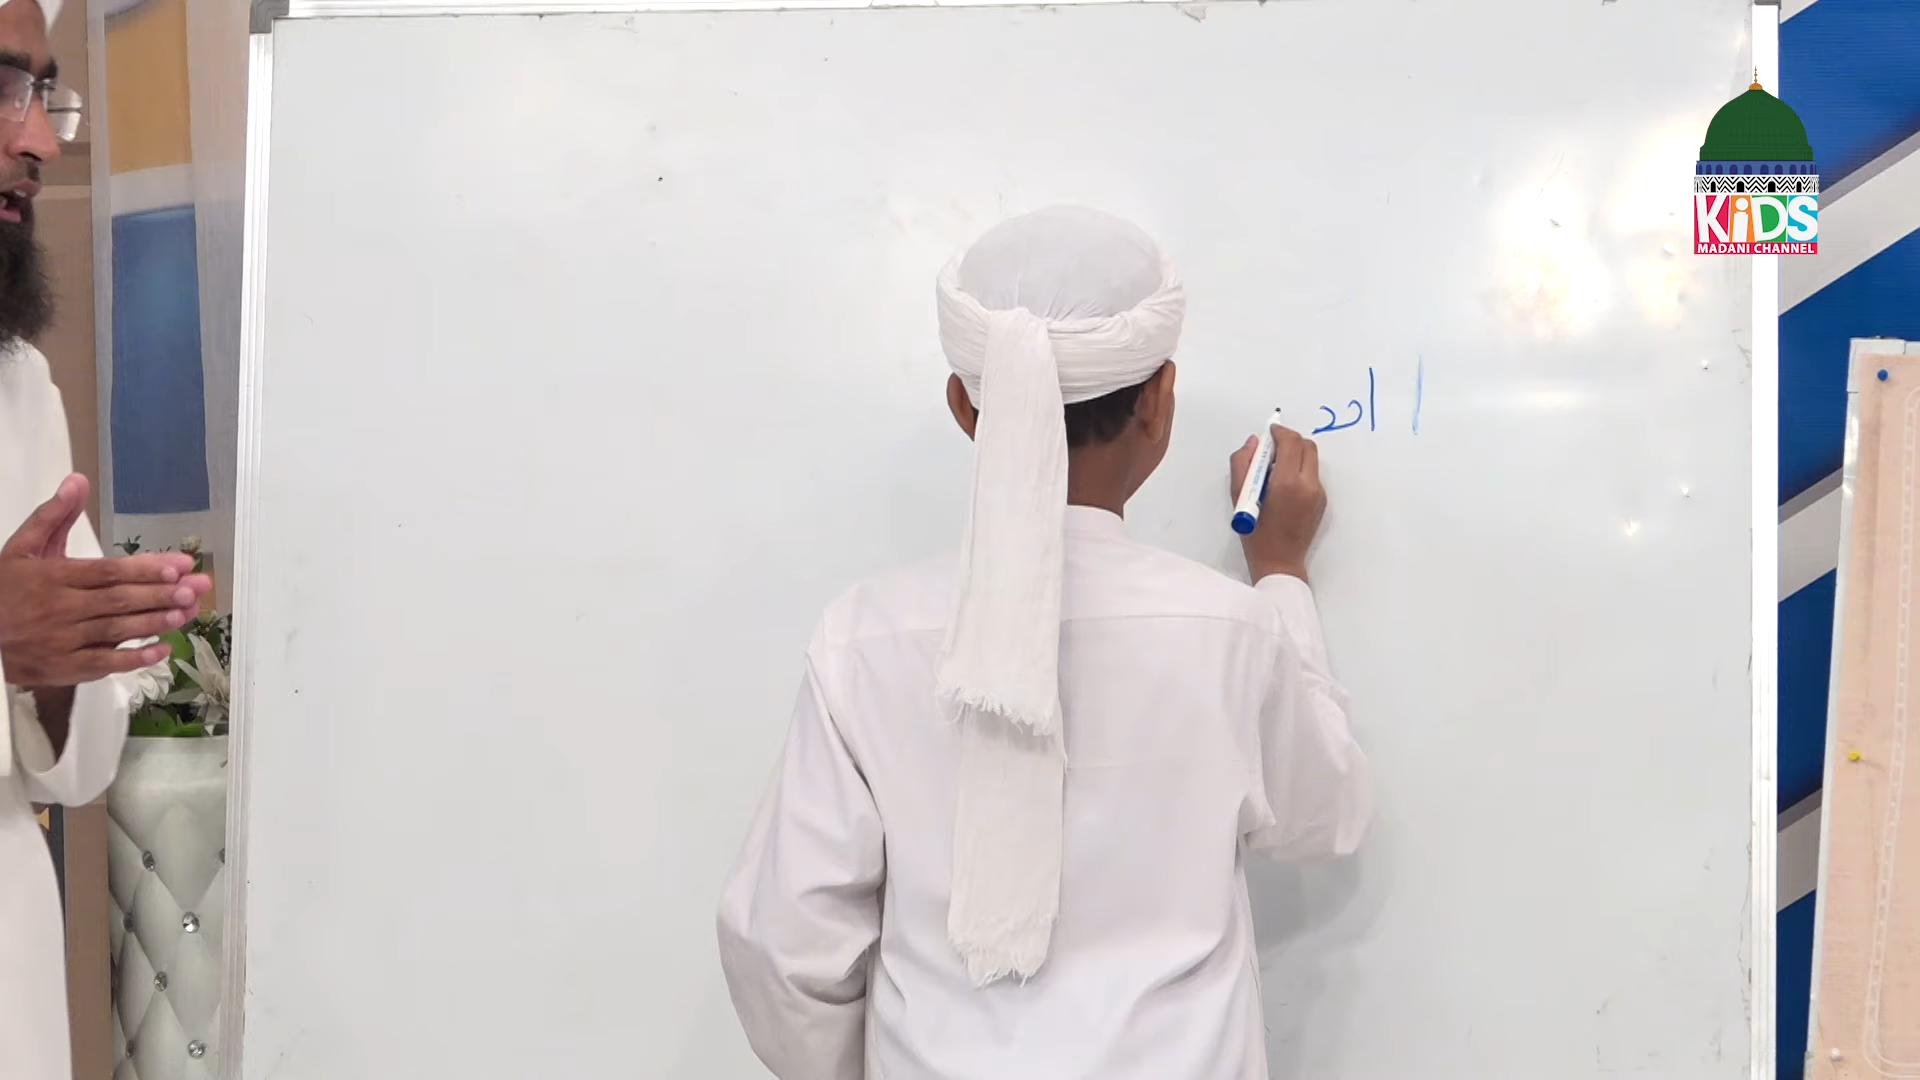 ا احد
KiDS
MADANI CHANNEL